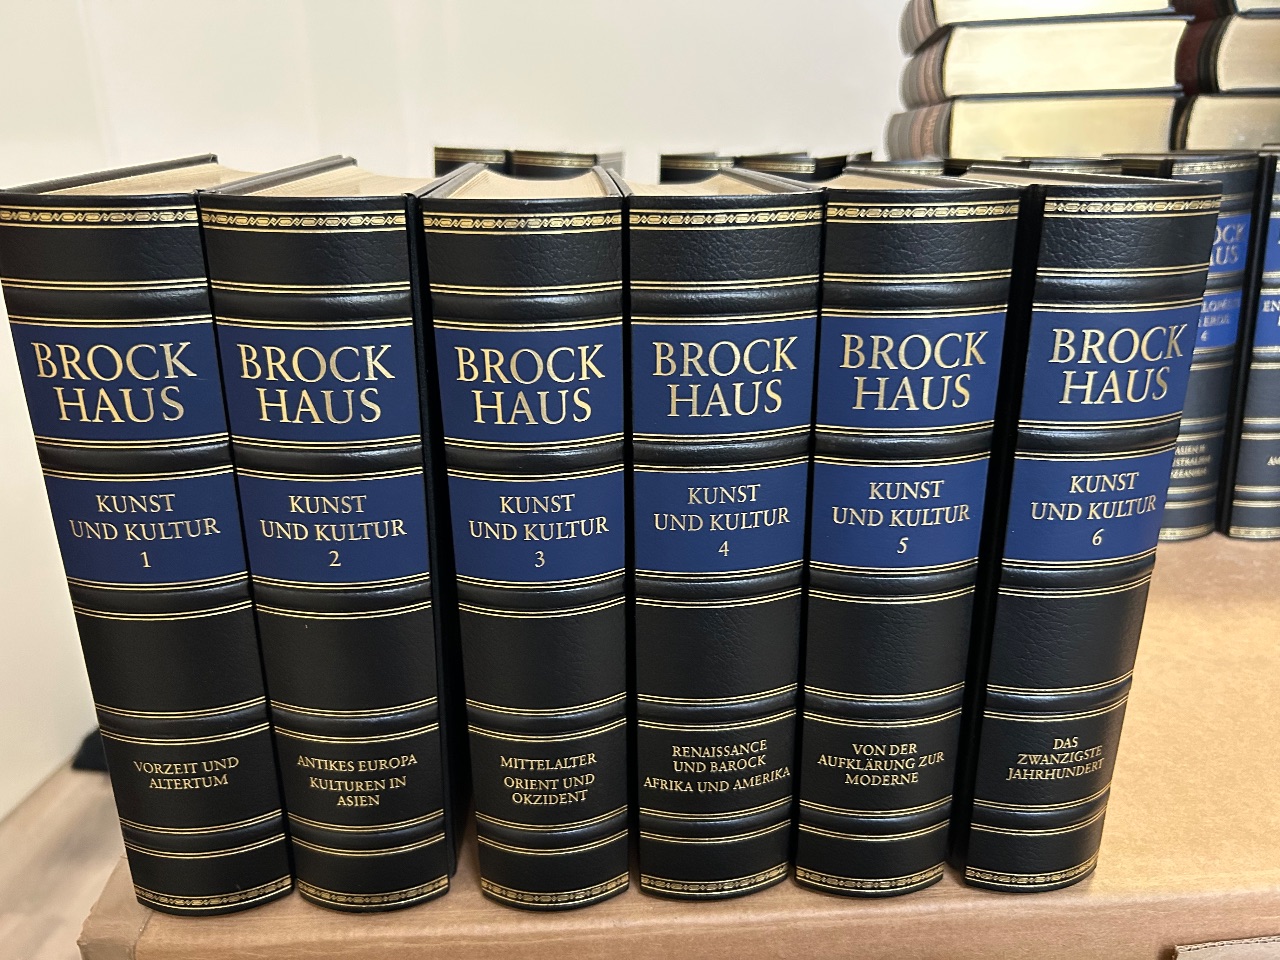 BROCK
HAUS
KUNST
UND KULTUR
1
VORZEIT UND
ALTERTUM
BROCK
HAUS
KUNST
UND KULTUR
2
ANTIKES EUROPA
KULTUREN IN
ASIEN
BROCK
HAUS
KUNST
UND KULTUR
3
MITTELALTER
ORIENT UND
OKZIDENT
BROCK
HAUS
KUNST
UND KULTUR
4
RENAISSANCE
UND BAROCK
AFRIKA UND AMERIKA
BROCK
HAUS
KUNST
UND KULTUR
5
VON DER
AUFKLÄRUNG ZUR
MODERNE
BROCK
HAUS
KUNST
UND KULTUR
6
DAS
ZWANZIGSTE
JAHRHUNDERT